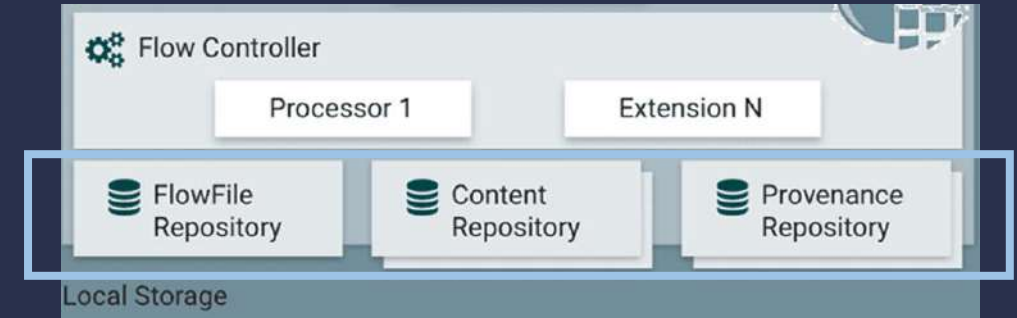 Flow Controller
Processor 1
Extension N
FlowFile
Repository
Content
Repository
Provenance
Repository
Local Storage